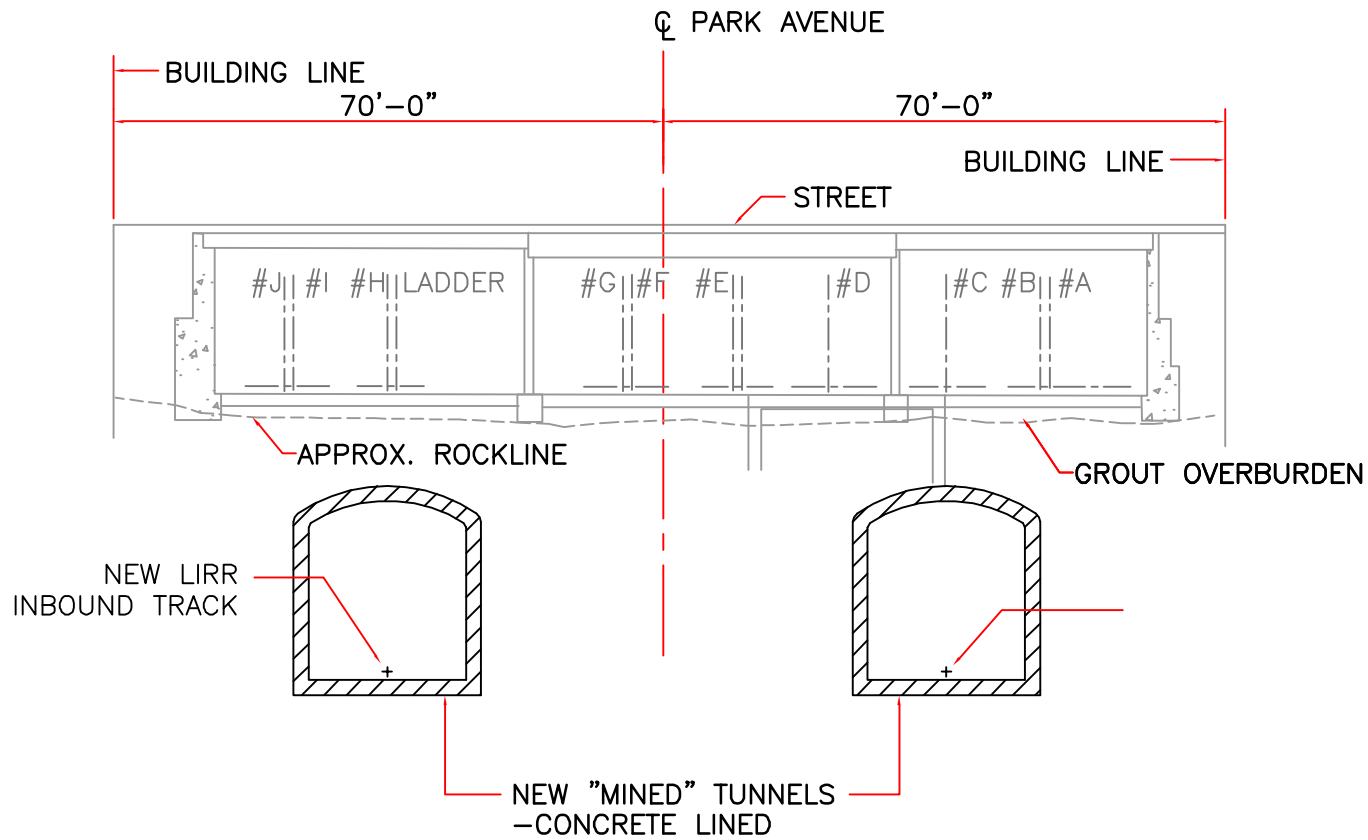 ℄ PARK AVENUE
BUILDING LINE
70'-0" 70'-0"
BUILDING LINE
STREET
#J #I #H LADDER #G #F #E #D #C #B #A
APPROX. ROCKLINE
GROUT OVERBURDEN
NEW LIRR
INBOUND TRACK
NEW "MINED" TUNNELS
-CONCRETE LINED